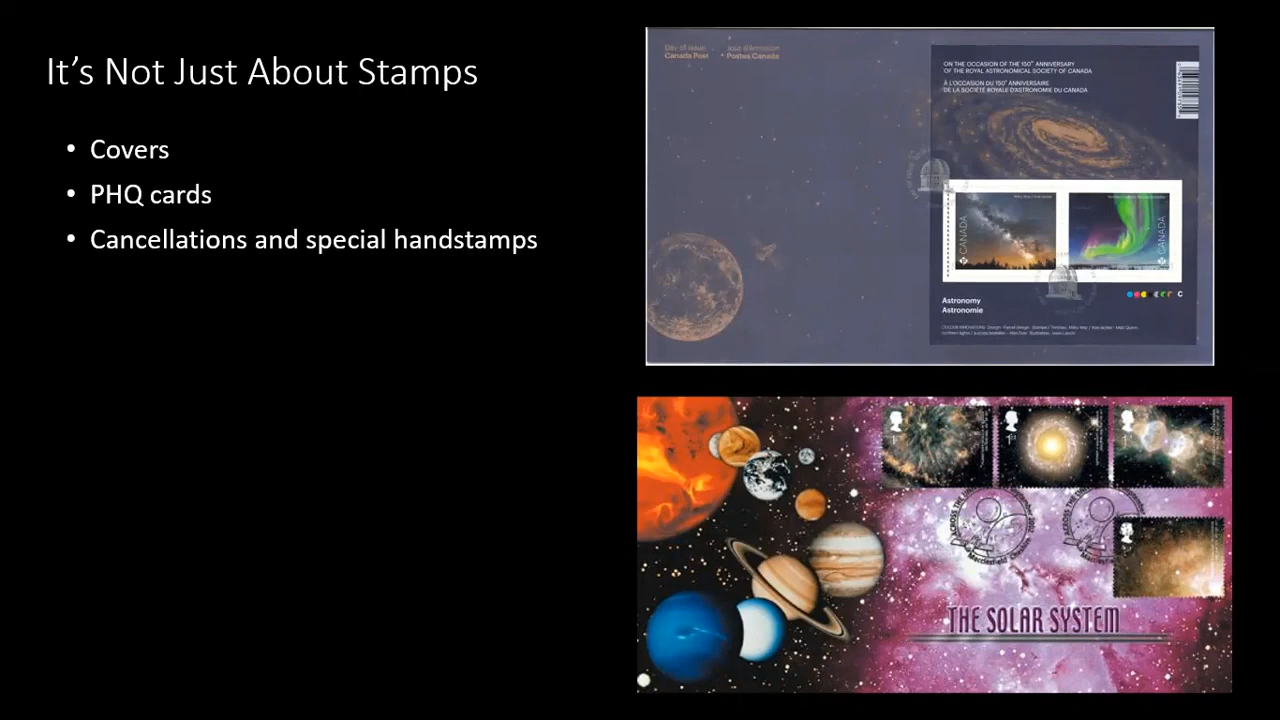 It's Not Just About Stamps
• Covers
• PHQ cards
• Cancellations and special handstamps
Day of Issue Jour d'émission
Canada Post • Postes Canada
ON THE OCCASION OF THE 150TH ANNIVERSARY
OF THE ROYAL ASTRONOMICAL SOCIETY OF CANADA
À L'OCCASION DU 150E ANNIVERSAIRE
DE LA SOCIÉTÉ ROYALE D'ASTRONOMIE DU CANADA
CANADA
CANADA
Astronomy
Astronomie
C
1st
THE SOLAR SYSTEM